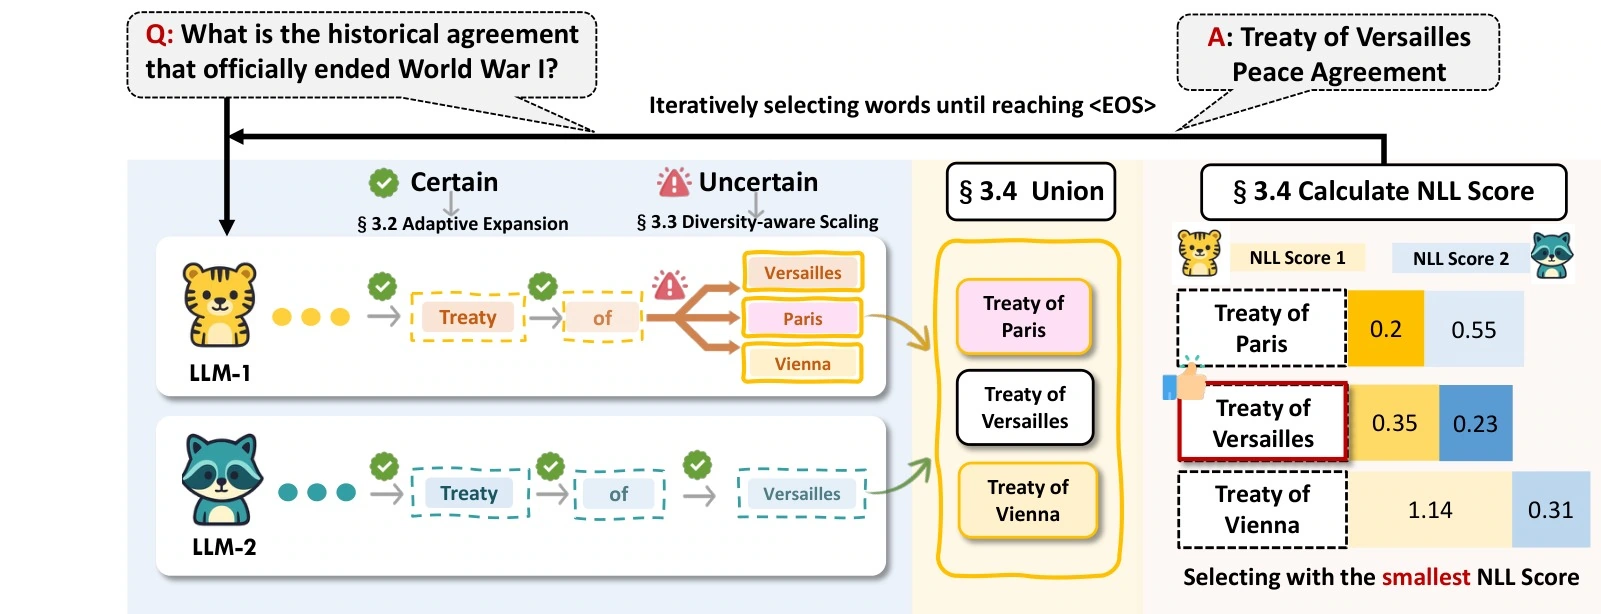 Q: What is the historical agreement
that officially ended World War I?
A: Treaty of Versailles
Peace Agreement
Iteratively selecting words until reaching <EOS>
Certain
§ 3.2 Adaptive Expansion
Uncertain
§ 3.3 Diversity-aware Scaling
LLM-1
Treaty
of
Versailles
Paris
Vienna
LLM-2
Treaty
of
Versailles
§ 3.4 Union
Treaty of
Paris
Treaty of
Versailles
Treaty of
Vienna
§ 3.4 Calculate NLL Score
NLL Score 1
NLL Score 2
Treaty of
Paris
0.2
0.55
Treaty of
Versailles
0.35
0.23
Treaty of
Vienna
1.14
0.31
Selecting with the smallest NLL Score